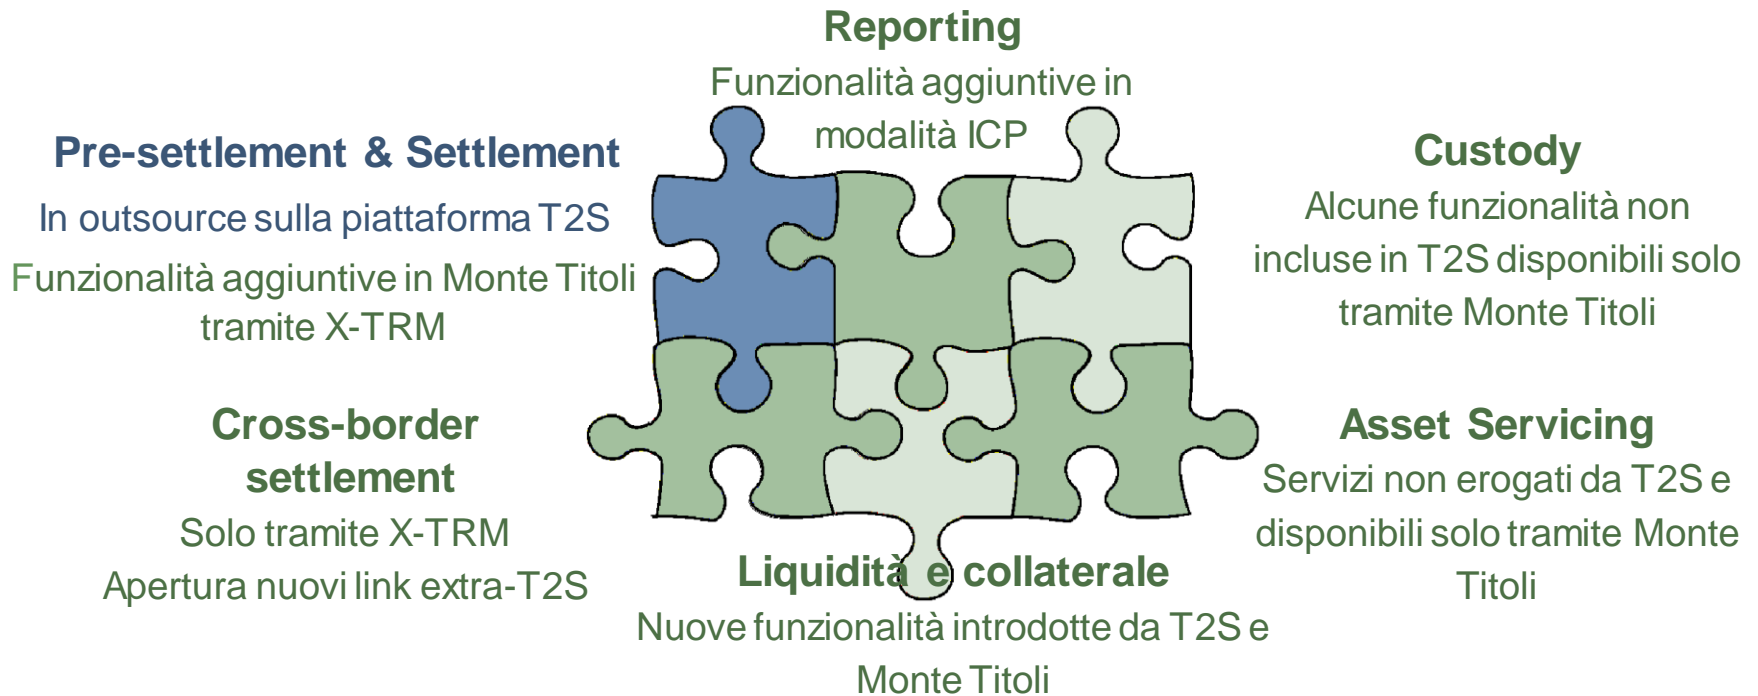 Reporting
Funzionalità aggiuntive in
modalità ICP
Pre-settlement & Settlement
In outsource sulla piattaforma T2S
Funzionalità aggiuntive in Monte Titoli
tramite X-TRM
Custody
Alcune funzionalità non
incluse in T2S disponibili solo
tramite Monte Titoli
Cross-border
settlement
Solo tramite X-TRM
Apertura nuovi link extra-T2S
Asset Servicing
Servizi non erogati da T2S e
disponibili solo tramite Monte
Titoli
Liquidità e collaterale
Nuove funzionalità introdotte da T2S e
Monte Titoli